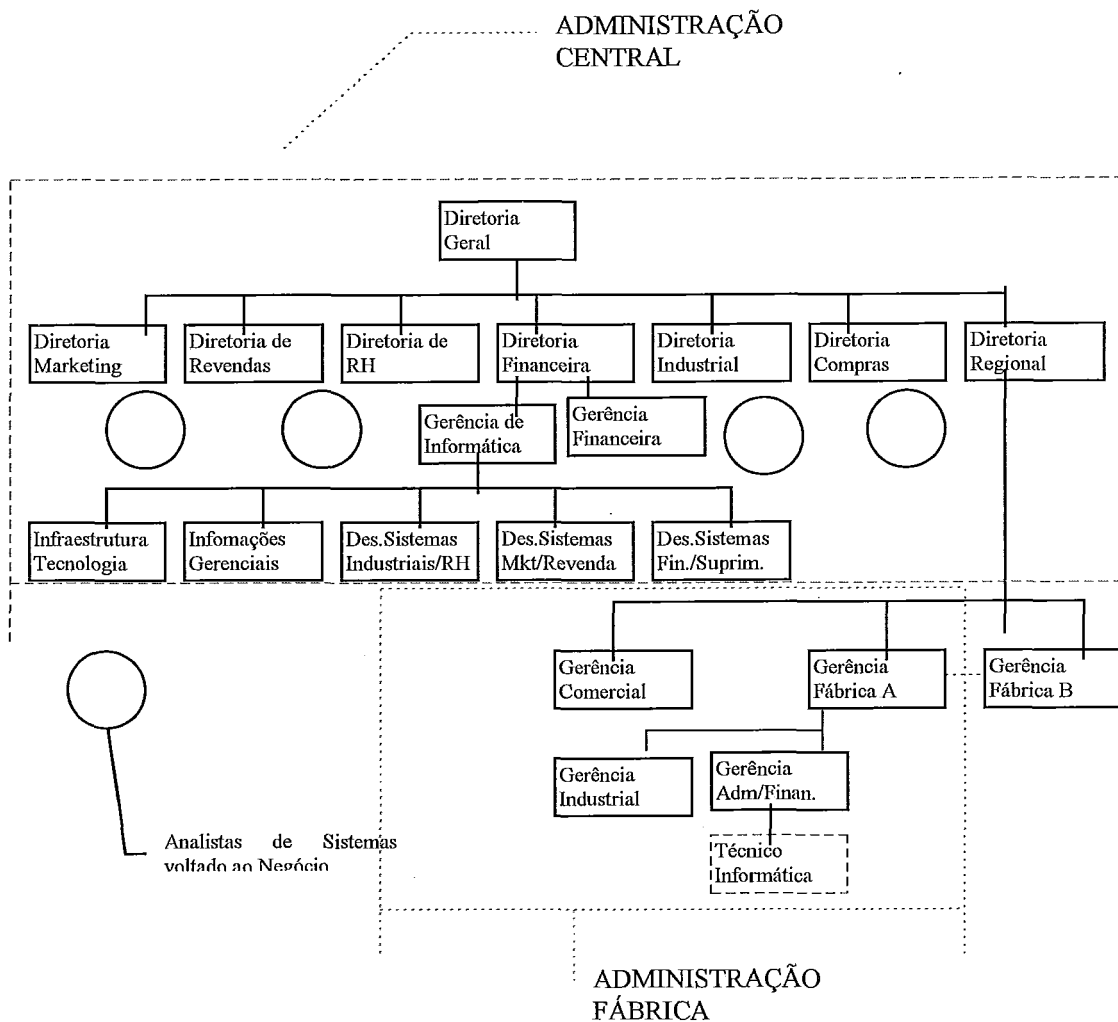 ADMINISTRAÇÃO
CENTRAL
Diretoria
Geral
Diretoria
Marketing
Diretoria de
Revendas
Diretoria de
RH
Diretoria
Financeira
Diretoria
Industrial
Diretoria
Compras
Diretoria
Regional
Gerência de
Informática
Gerência
Financeira
Infraestrutura
Tecnologia
Infomações
Gerenciais
Des.Sistemas
Industriais/RH
Des.Sistemas
Mkt/Revenda
Des.Sistemas
Fin./Suprim.
Gerência
Comercial
Gerência
Fábrica A
Gerência
Fábrica B
Gerência
Industrial
Gerência
Adm/Finan.
Técnico
Informática
Analistas de Sistemas
voltado ao Negócio
ADMINISTRAÇÃO
FÁBRICA